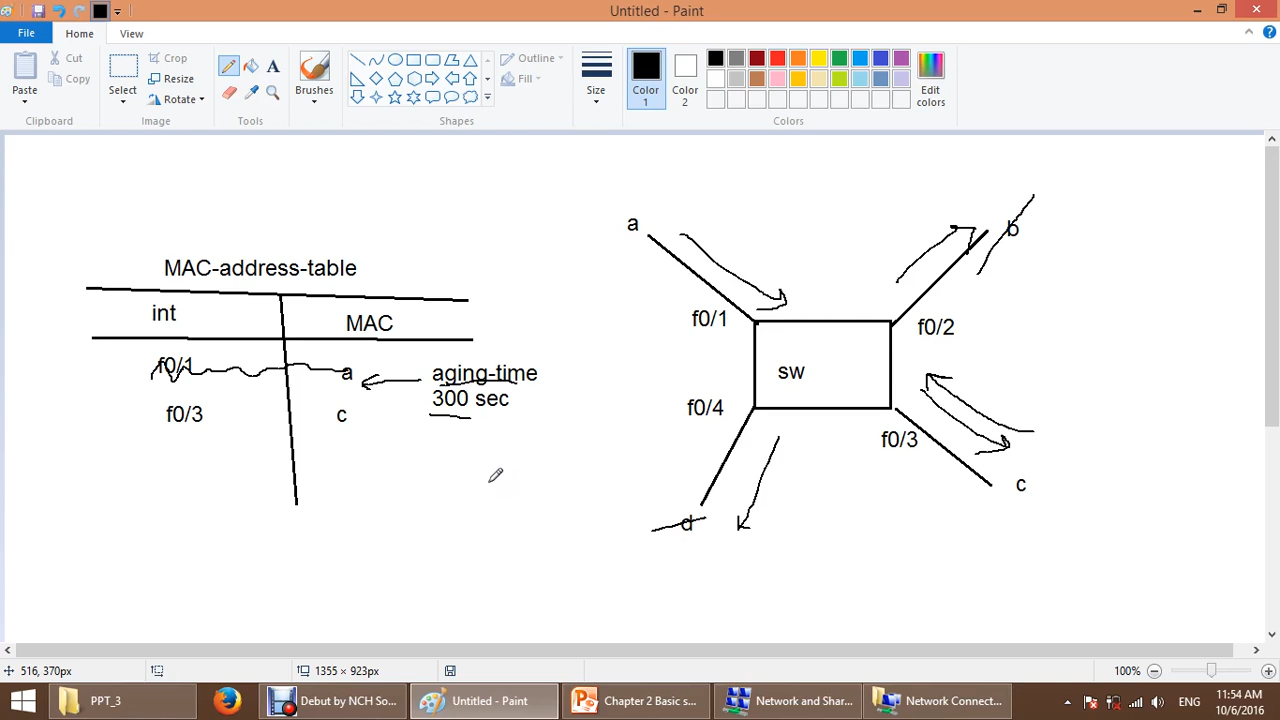 Untitled - Paint
File
Home
View
Paste
Cut
Copy
Clipboard
Select
Crop
Resize
Rotate
Image
Tools
Brushes
Shapes
Outline
Fill
Size
Color 1
Color 2
Edit colors
Colors
MAC-address-table
int
MAC
f0/1
a
aging-time
300 sec
f0/3
c
a
b
f0/1
f0/2
sw
f0/4
f0/3
c
d
516, 370px
1355 × 923px
100%
PPT_3
Debut by NCH So...
Untitled - Paint
Chapter 2 Basic s...
Network and Shar...
Network Connect...
ENG
11:54 AM
10/6/2016